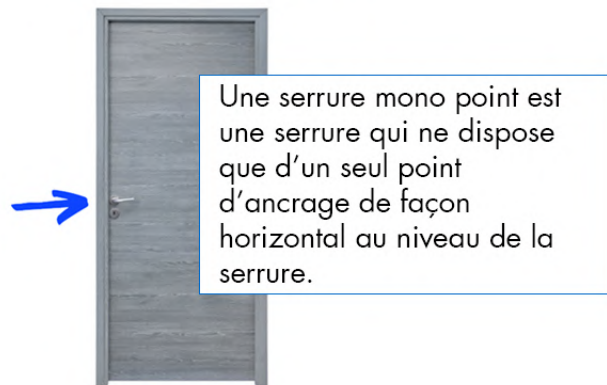 Une serrure mono point est
une serrure qui ne dispose
que d’un seul point
d’ancrage de façon
horizontal au niveau de la
serrure.